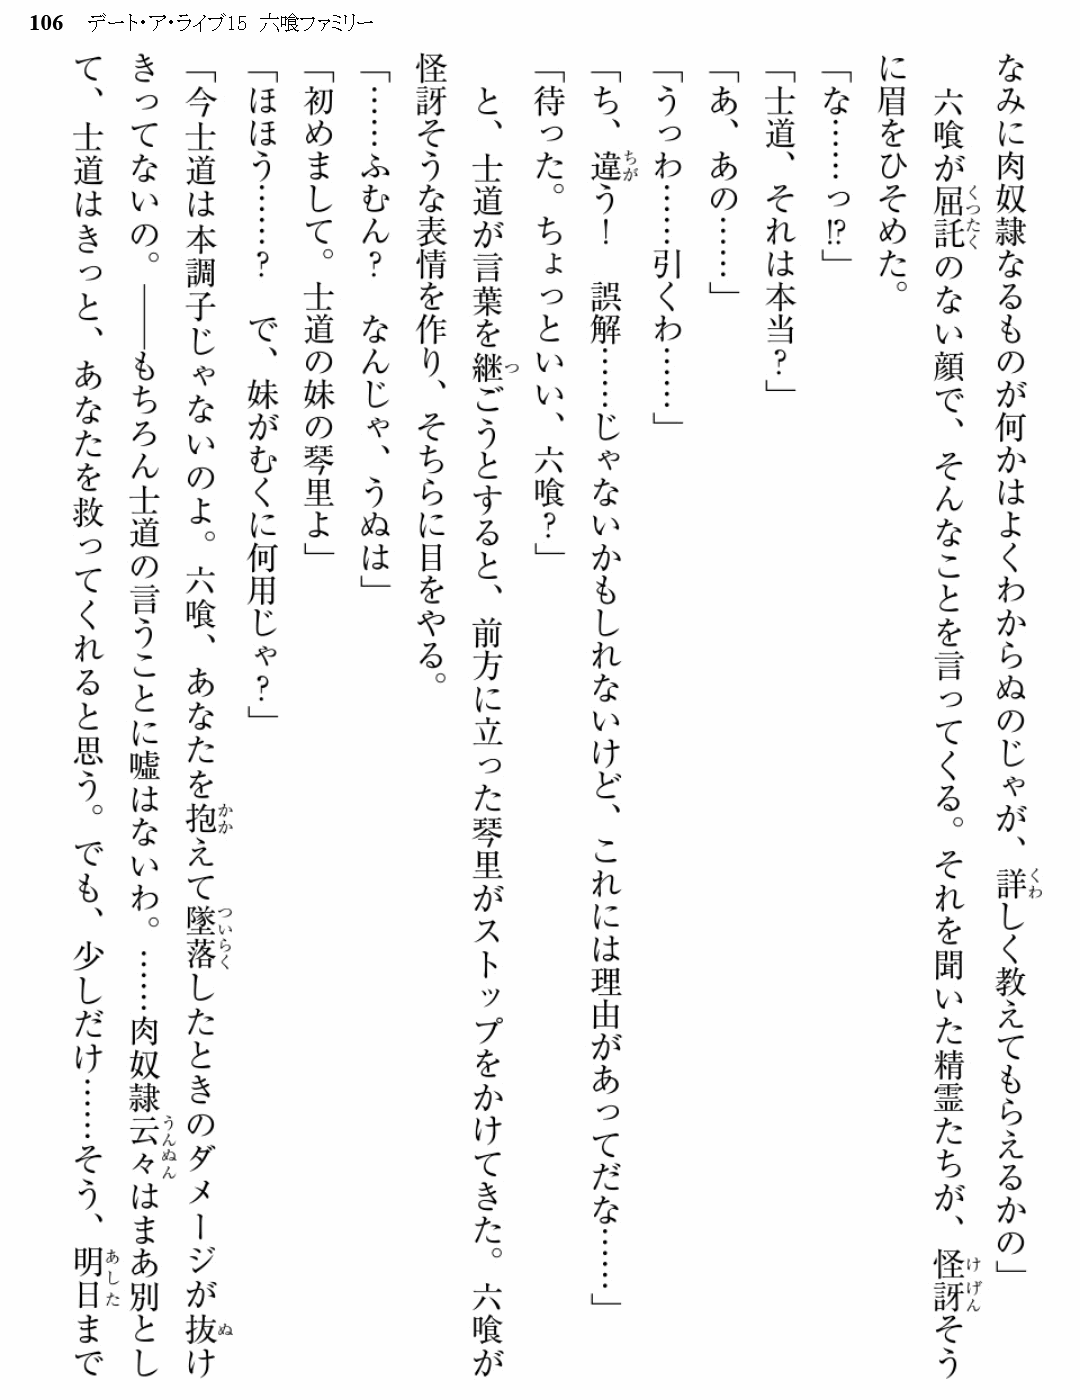 106 デート・ア・ライブ15 六喰ファミリー
なみに肉奴隷なるものが何かはよくわからぬのじゃが、詳しく教えてもらえるかの」
　六喰が屈託のない顔で、そんなことを言ってくる。それを聞いた精霊たちが、怪訝そう
に眉をひそめた。
「な……っ⁉」
「士道、それは本当？」
「あ、あの……」
「うっわ……引くわ……」
「ち、違う！　誤解……じゃないかもしれないけど、これには理由があってだな……」
「待った。ちょっといい、六喰？」
　と、士道が言葉を継ごうとすると、前方に立った琴里がストップをかけてきた。六喰が
怪訝そうな表情を作り、そちらに目をやる。
「……ふむん？　なんじゃ、うぬは」
「初めまして。士道の妹の琴里よ」
「ほほう……？　で、妹がむくに何用じゃ？」
「今士道は本調子じゃないのよ。六喰、あなたを抱えて墜落したときのダメージが抜け
きってないの。――もちろん士道の言うことに嘘はないわ。……肉奴隷云々はまあ別とし
て、士道はきっと、あなたを救ってくれると思う。でも、少しだけ……そう、明日まで